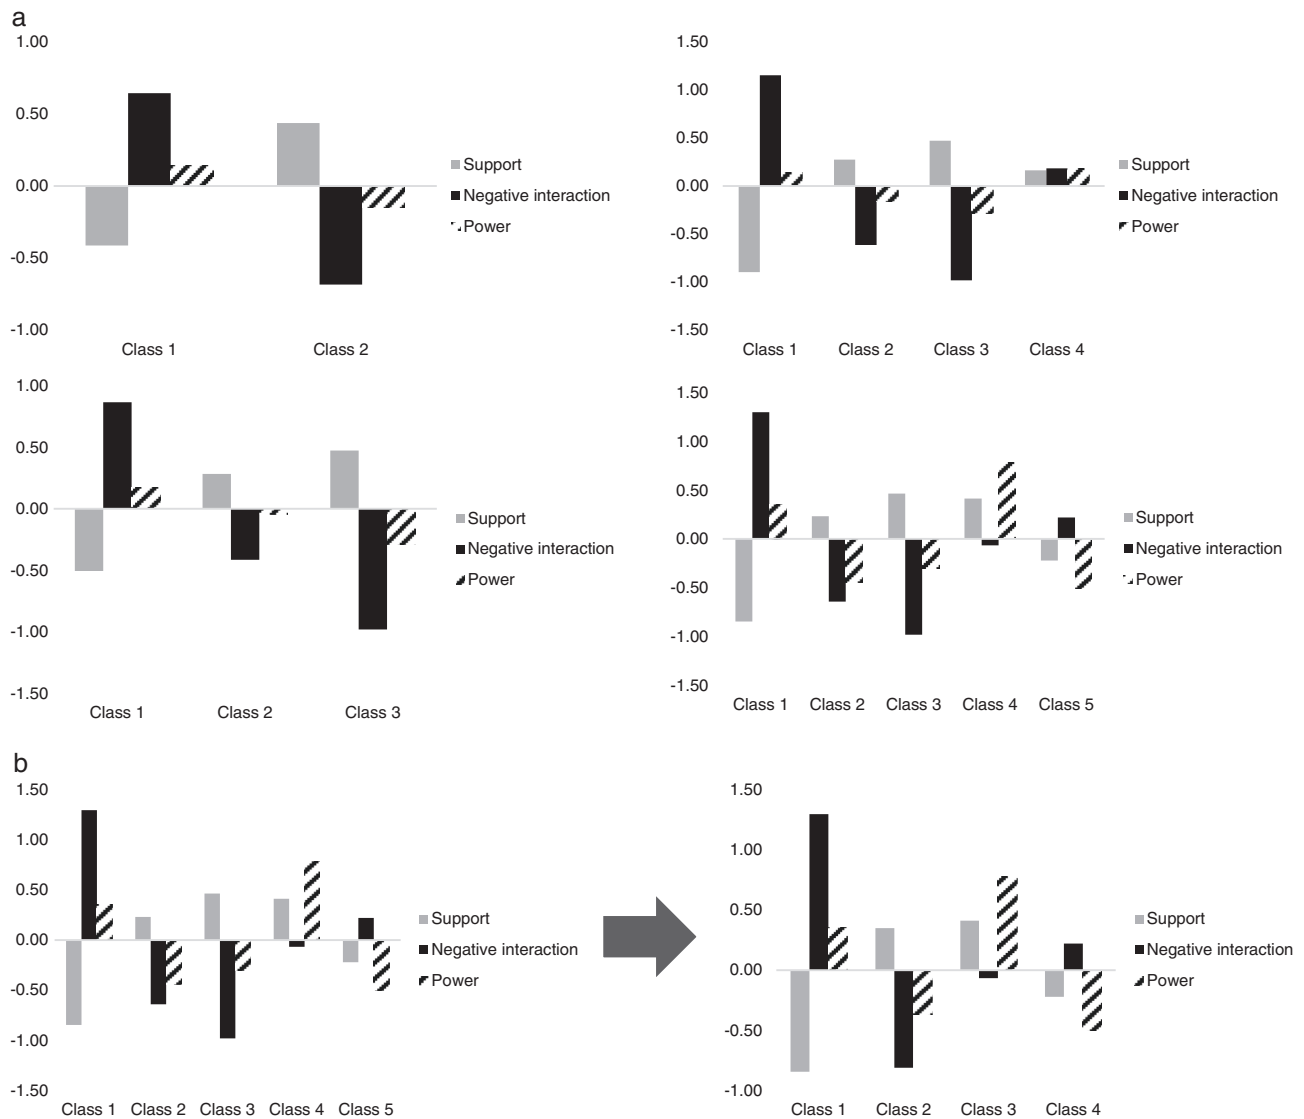 a
1.00
0.50
0.00
-0.50
-1.00
Class 1 Class 2
Support
Negative interaction
Power
1.50
1.00
0.50
0.00
-0.50
-1.00
-1.50
Class 1 Class 2 Class 3 Class 4
Support
Negative interaction
Power
1.00
0.50
0.00
-0.50
-1.00
-1.50
Class 1 Class 2 Class 3
Support
Negative interaction
Power
1.50
1.00
0.50
0.00
-0.50
-1.00
-1.50
Class 1 Class 2 Class 3 Class 4 Class 5
Support
Negative interaction
Power
b
1.50
1.00
0.50
0.00
-0.50
-1.00
-1.50
Class 1 Class 2 Class 3 Class 4 Class 5
Support
Negative interaction
Power
1.50
1.00
0.50
0.00
-0.50
-1.00
Class 1 Class 2 Class 3 Class 4
Support
Negative interaction
Power